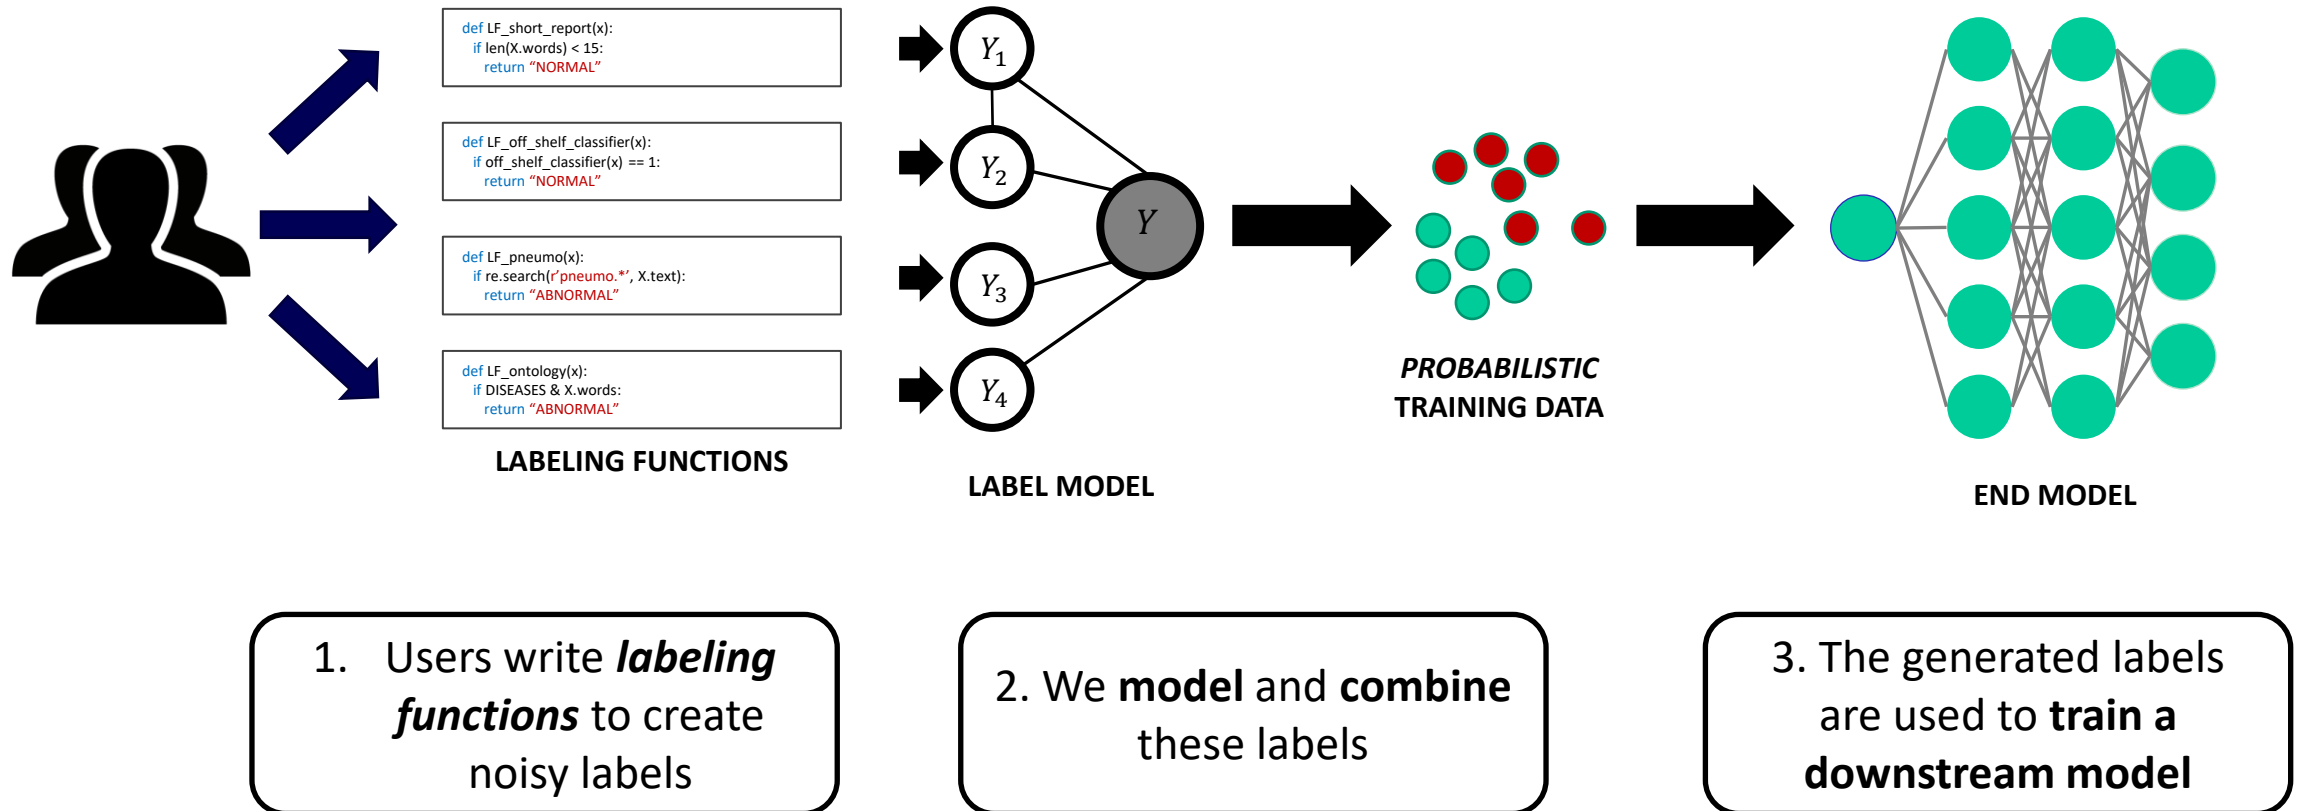 def LF_short_report(x):
if len(X.words) < 15:
return “NORMAL”
def LF_off_shelf_classifier(x):
if off_shelf_classifier(x) == 1:
return “NORMAL”
def LF_pneumo(x):
if re.search(r’pneumo.*’, X.text):
return “ABNORMAL”
def LF_ontology(x):
if DISEASES & X.words:
return “ABNORMAL”
LABELING FUNCTIONS
Y1
Y2
Y3
Y4
Y
LABEL MODEL
PROBABILISTIC
TRAINING DATA
END MODEL
1. Users write labeling
functions to create
noisy labels
2. We model and combine
these labels
3. The generated labels
are used to train a
downstream model